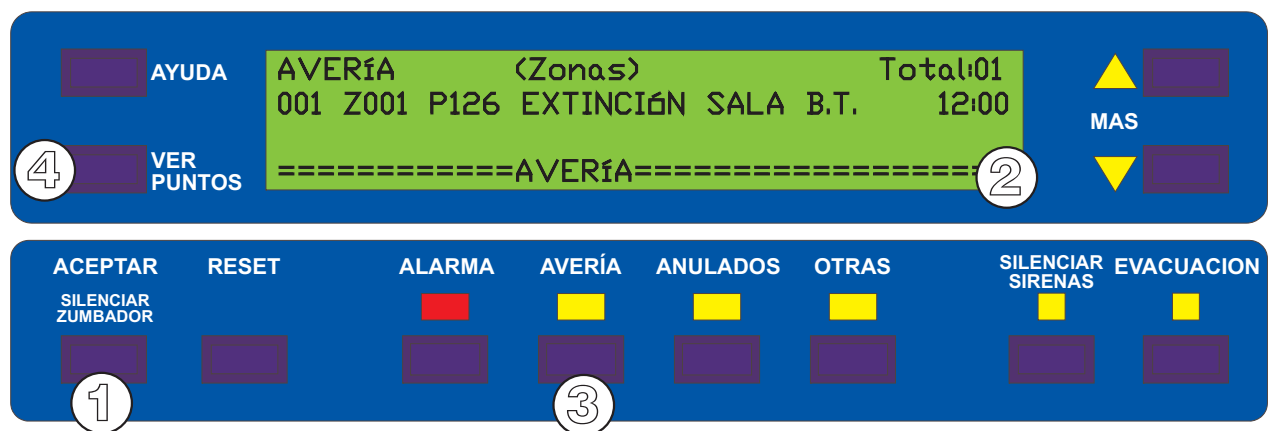 AYUDA
AVERíA (Zonas) Total:01
001 Z001 P126 EXTINCIóN SALA B.T. 12:00
MAS
4
VER
PUNTOS
============AVERíA==================
2
ACEPTAR
RESET
ALARMA
AVERÍA
ANULADOS
OTRAS
SILENCIAR
SIRENAS
EVACUACION
SILENCIAR
ZUMBADOR
1
3